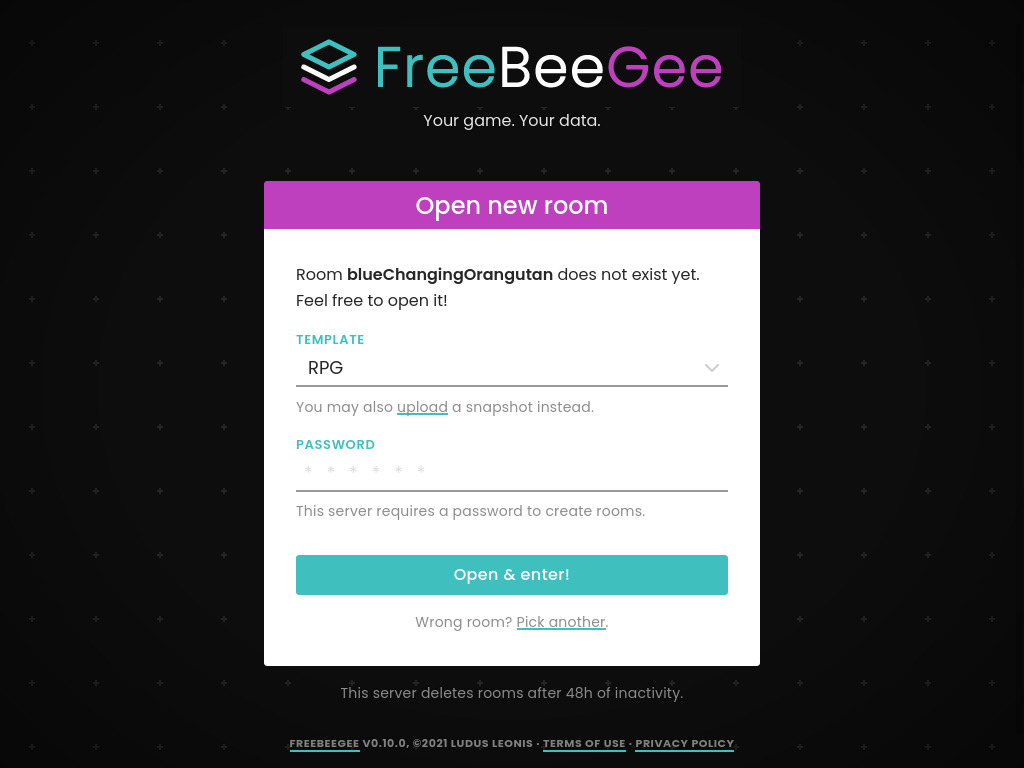 FreeBeeGee
Your game. Your data.
Open new room
Room blueChangingOrangutan does not exist yet.
Feel free to open it!
TEMPLATE
RPG
You may also upload a snapshot instead.
PASSWORD
* * * * * *
This server requires a password to create rooms.
Open & enter!
Wrong room? Pick another.
This server deletes rooms after 48h of inactivity.
FREEBEEGEE V0.10.0, ©2021 LUDUS LEONIS · TERMS OF USE · PRIVACY POLICY